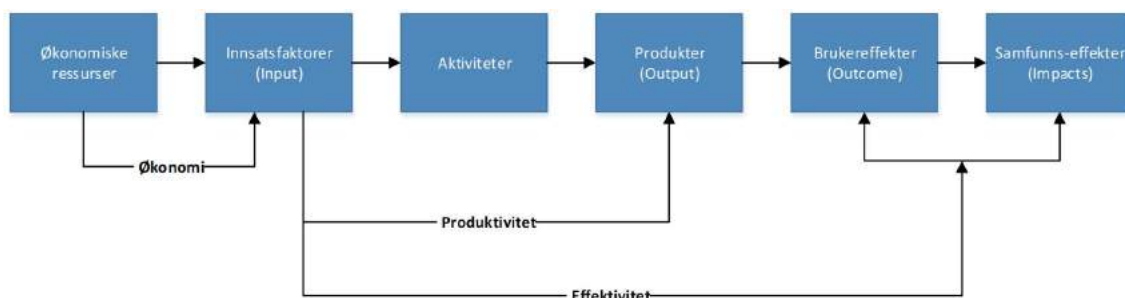 Økonomiske
ressurser
Innsatsfaktorer
(Input)
Aktiviteter
Produkter
(Output)
Brukereffekter
(Outcome)
Samfunns-effekter
(Impacts)
Økonomi
Produktivitet
Effektivitet